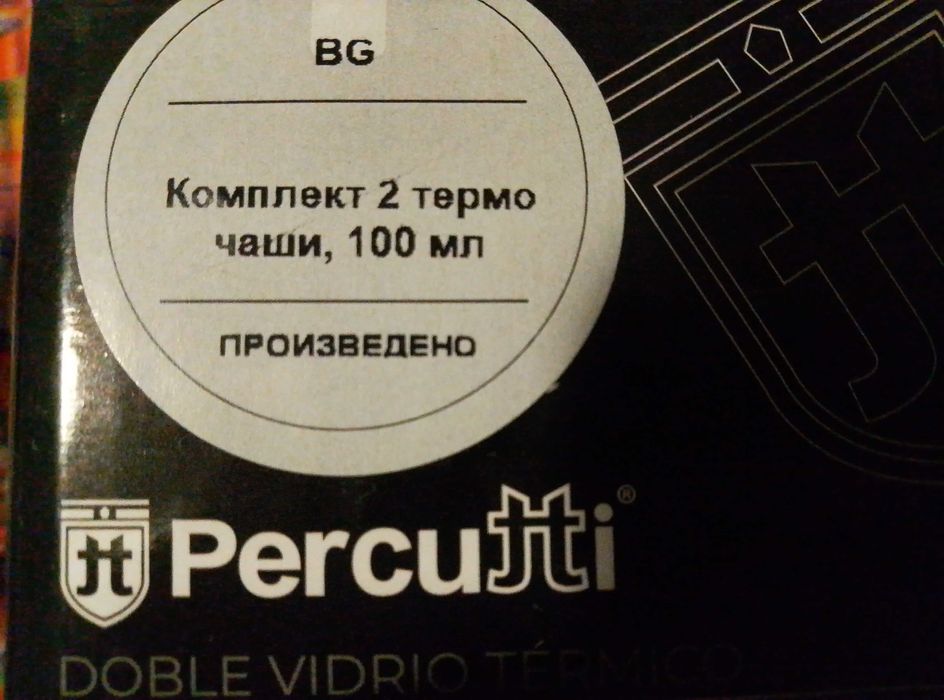 BG
Комплект 2 термо
чаши, 100 мл
ПРОИЗВЕДЕНО
Percutti®
DOBLE VIDRIO TÉRMICO